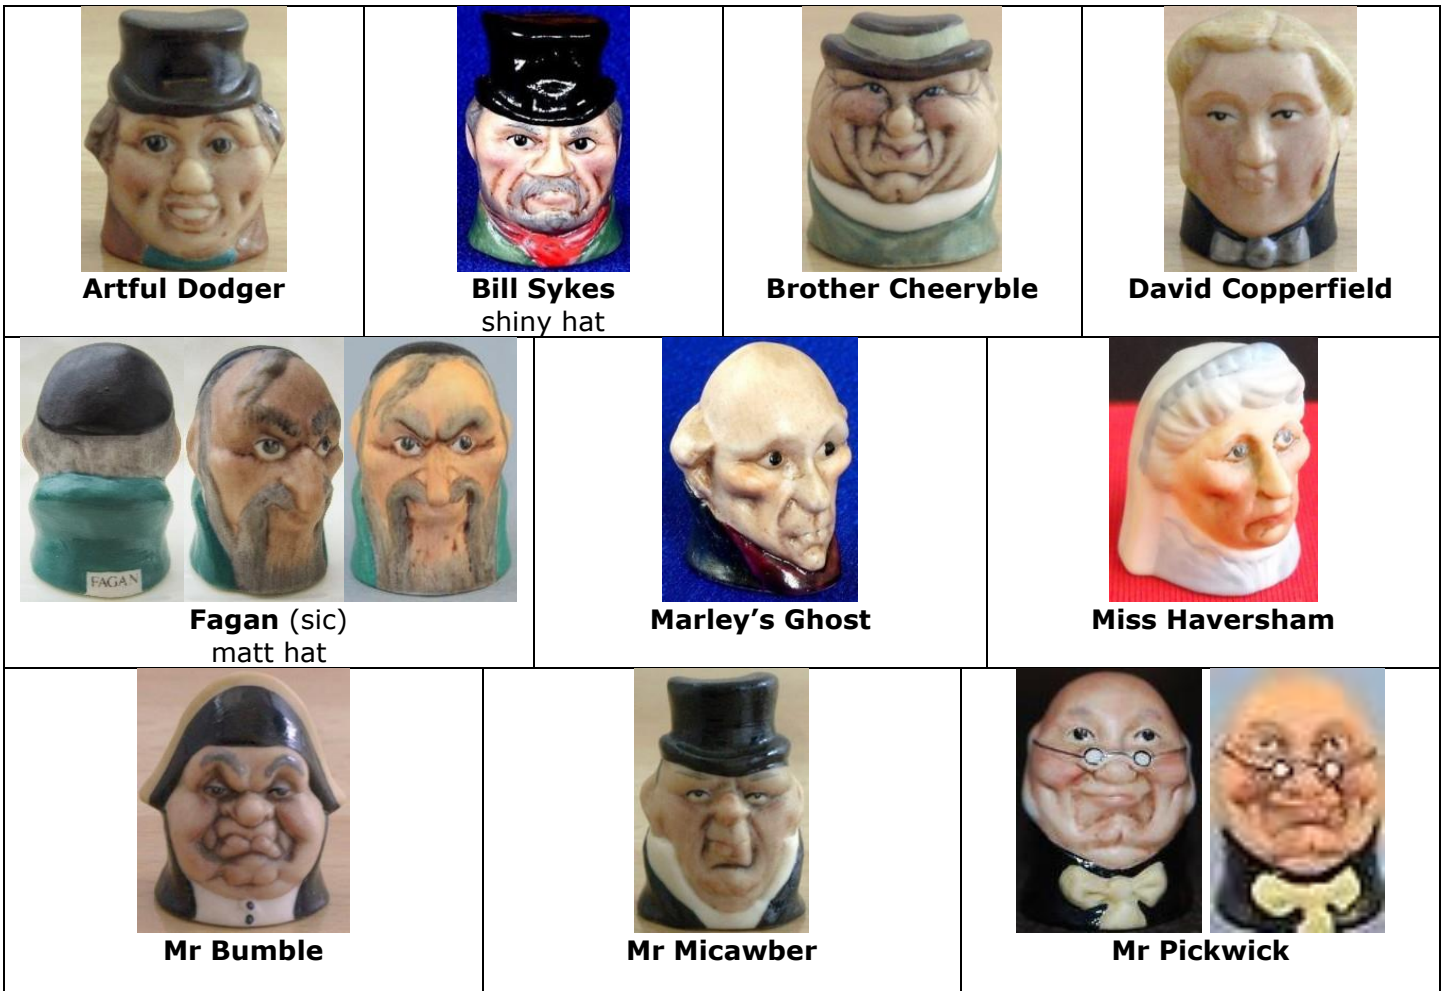 Artful Dodger
Bill Sykes
shiny hat
Brother Cheeryble
David Copperfield
FAGAN
Fagan (sic)
matt hat
Marley’s Ghost
Miss Haversham
Mr Bumble
Mr Micawber
Mr Pickwick